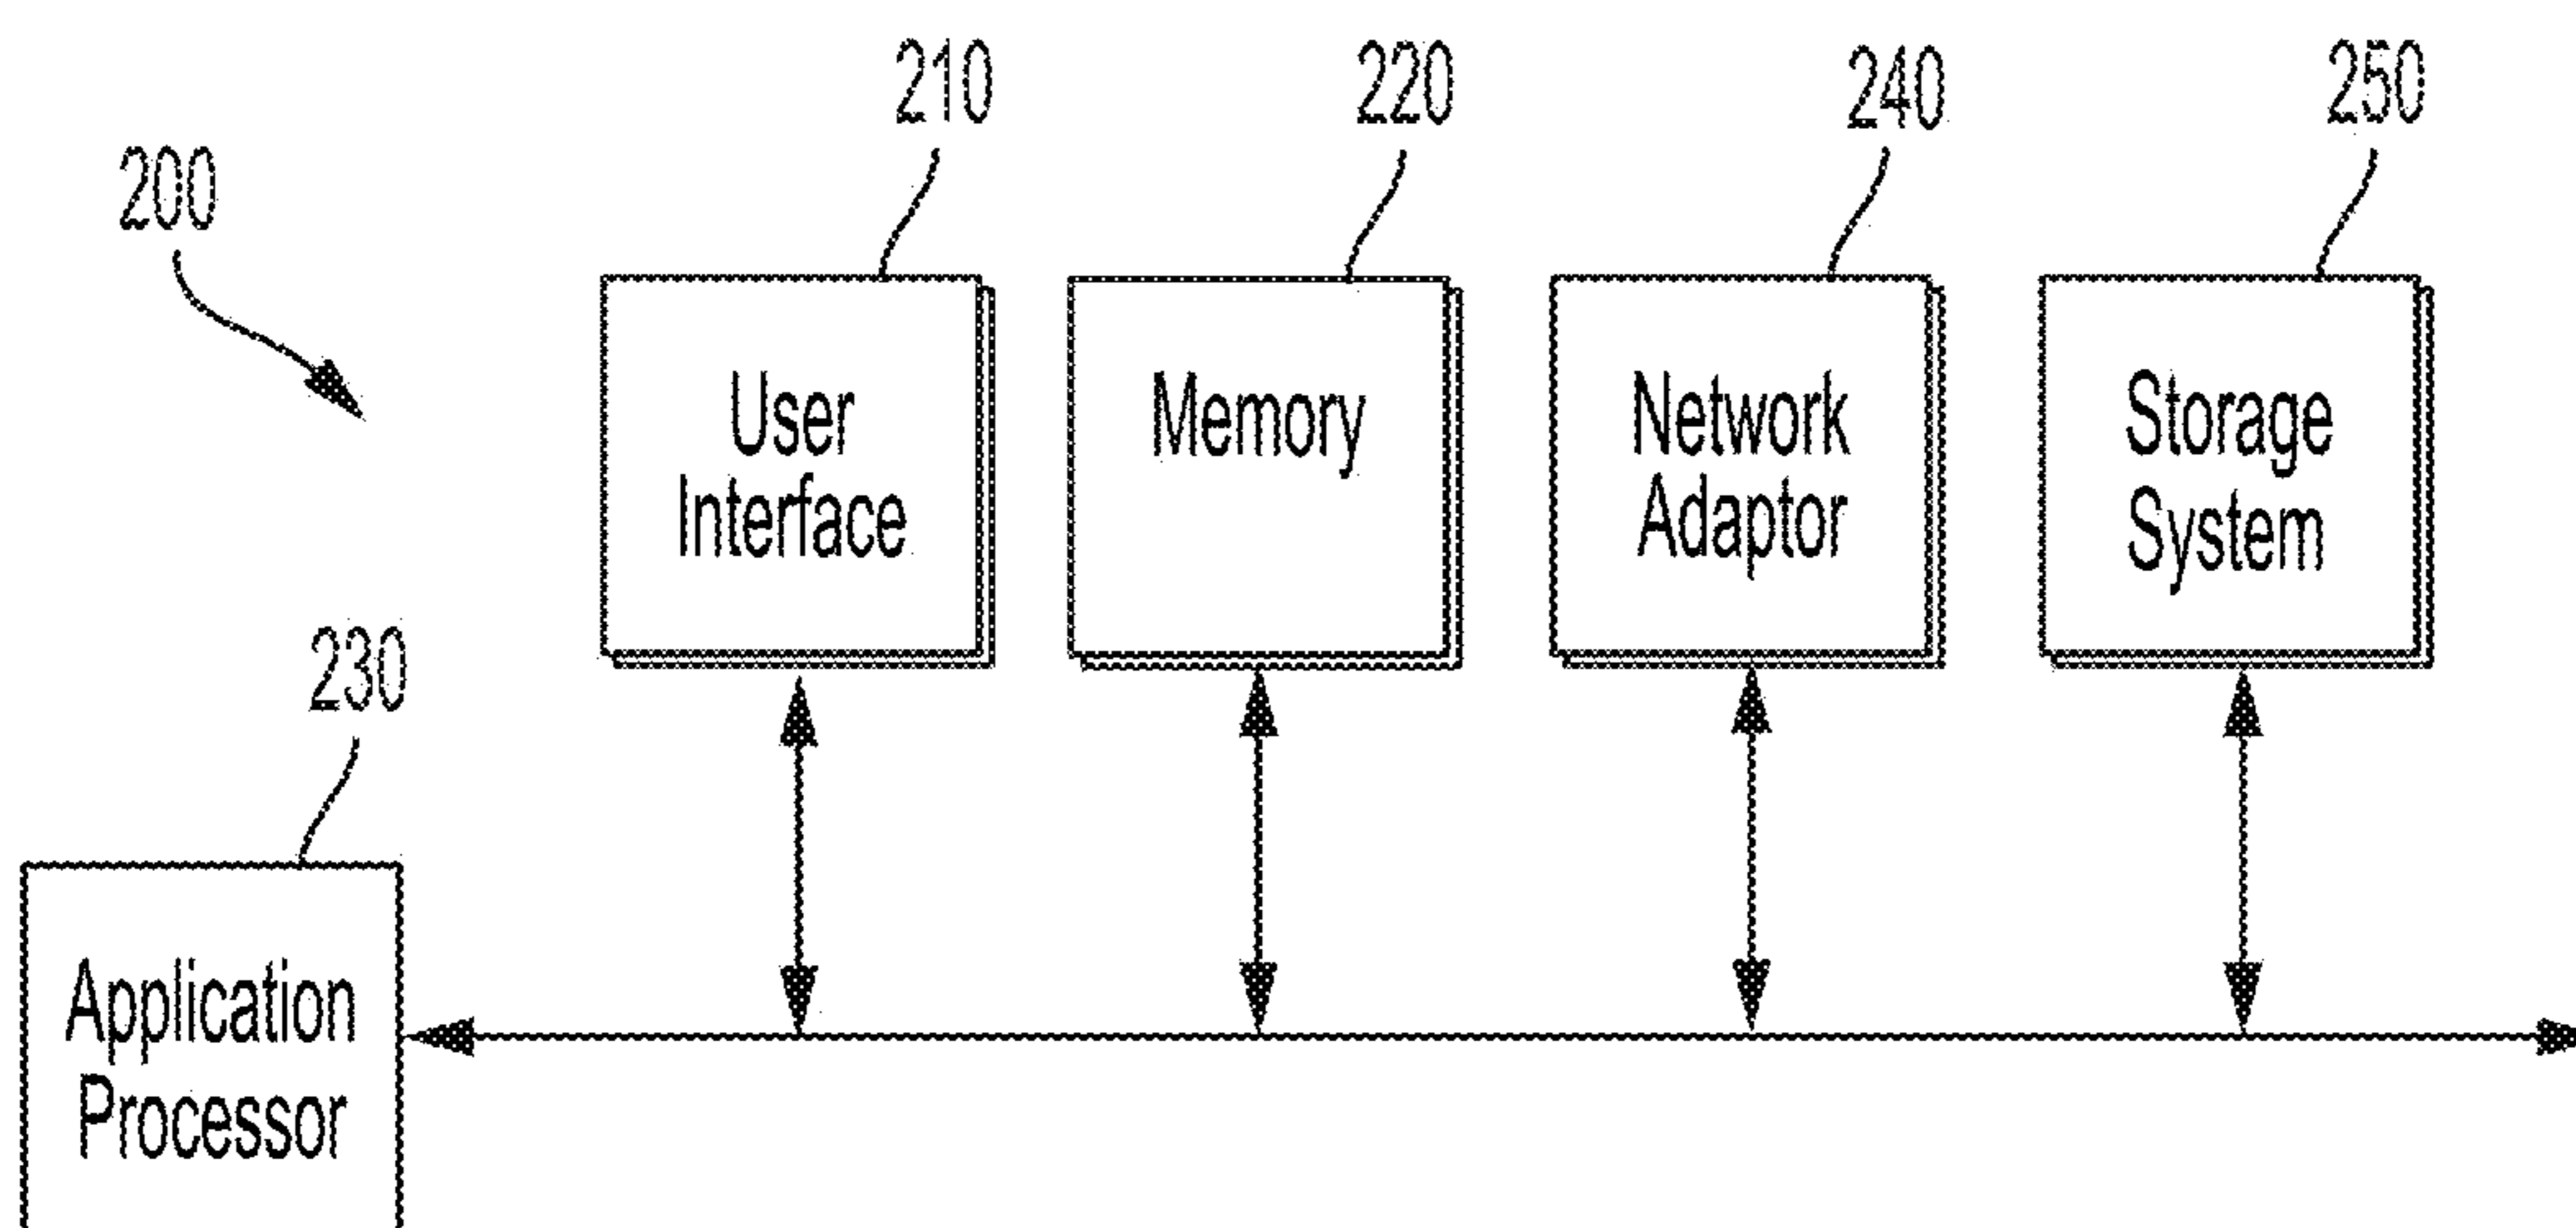 210
220
240
250
200
User
Interface
Memory
Network
Adaptor
Storage
System
230
Application
Processor